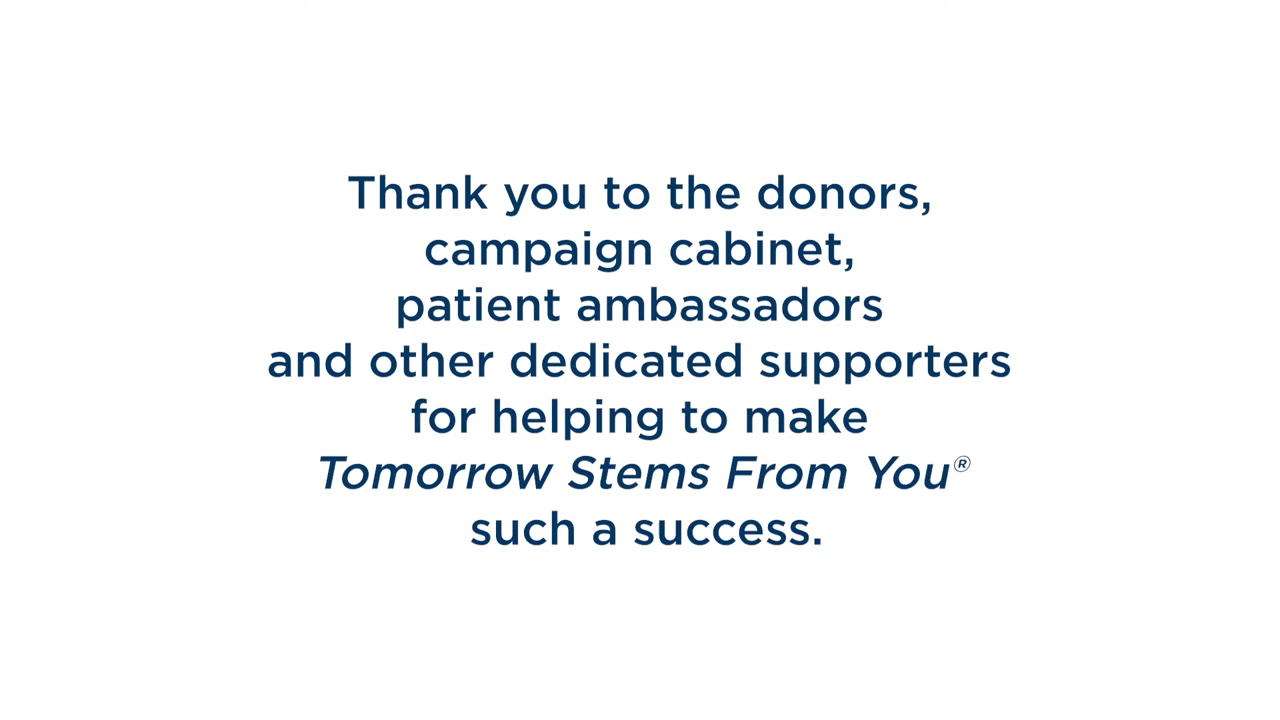 Thank you to the donors,
campaign cabinet,
patient ambassadors
and other dedicated supporters
for helping to make
Tomorrow Stems From You®
such a success.